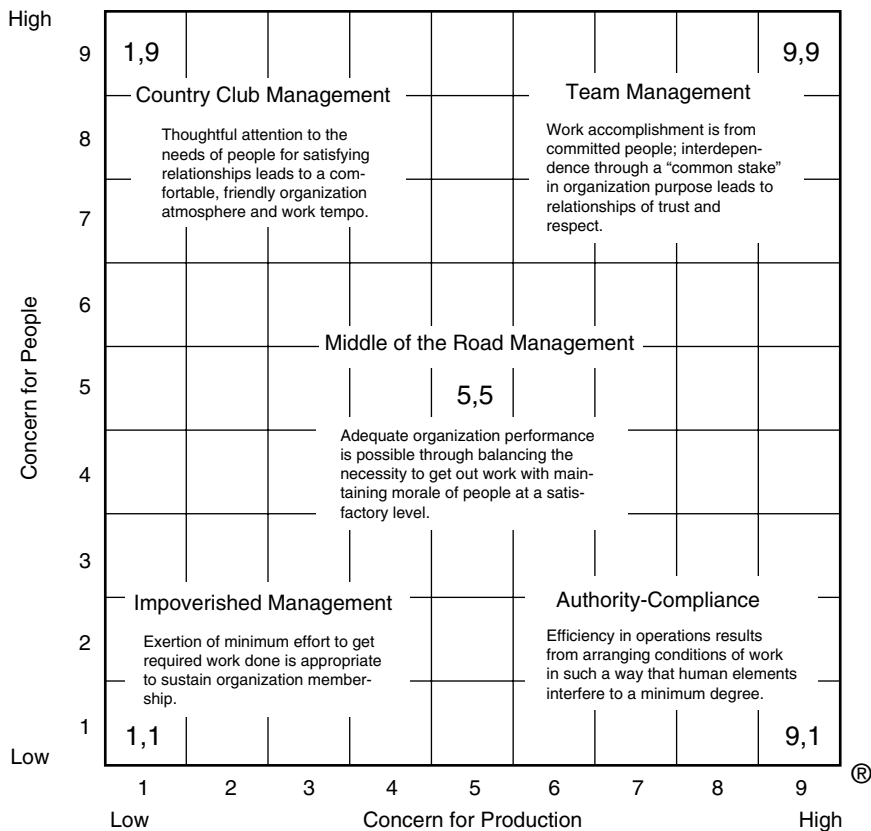 High
9
1,9
9,9
Country Club Management
Team Management
8
Thoughtful attention to the
needs of people for satisfying
relationships leads to a com-
fortable, friendly organization
atmosphere and work tempo.
Work accomplishment is from
committed people; interdepen-
dence through a “common stake”
in organization purpose leads to
relationships of trust and
respect.
7
6
Concern for People
Middle of the Road Management
5
5,5
Adequate organization performance
is possible through balancing the
necessity to get out work with main-
taining morale of people at a satis-
factory level.
4
3
Impoverished Management
Authority-Compliance
2
Exertion of minimum effort to get
required work done is appropriate
to sustain organization member-
ship.
Efficiency in operations results
from arranging conditions of work
in such a way that human elements
interfere to a minimum degree.
1
1,1
9,1
Low
®
1 2 3 4 5 6 7 8 9
Low Concern for Production High